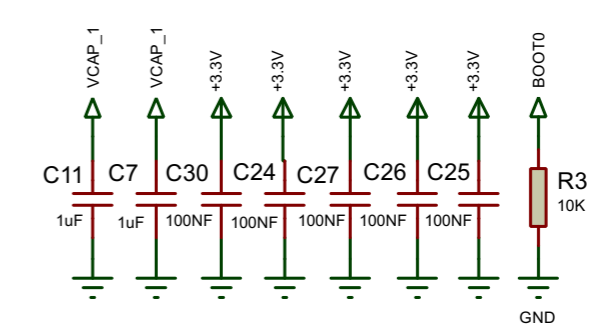 VCAP_1
VCAP_1
+3.3V
+3.3V
+3.3V
+3.3V
+3.3V
BOOT0
C11
C7
C30
C24
C27
C26
C25
R3
1uF
1uF
100NF
100NF
100NF
100NF
100NF
10K
GND